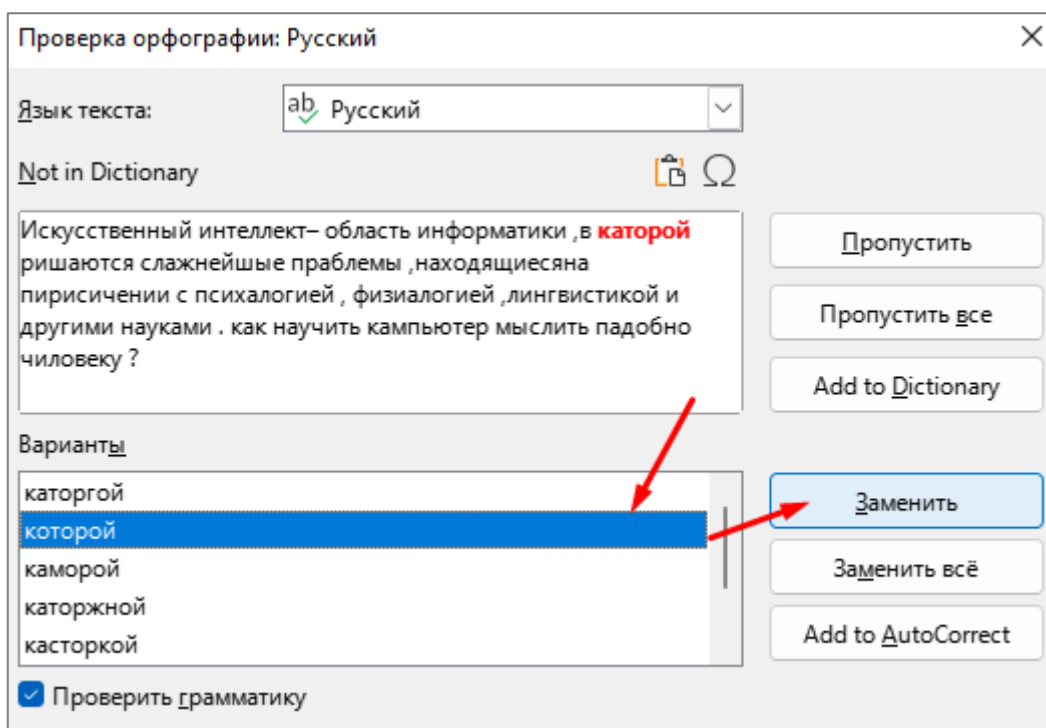 Проверка орфографии: Русский
Язык текста:
ab Русский
Not in Dictionary
Искусственный интеллект– область информатики ,в каторой
ришаются слажнейшые праблемы ,находящиесяна
пирисичении с психалогией , физиалогией ,лингвистикой и
другими науками . как научить кампьютер мыслить падобно
чиловеку ?
Пропустить
Пропустить все
Add to Dictionary
Варианты
каторгой
которой
каморой
каторжной
касторкой
Заменить
Заменить всё
Add to AutoCorrect
Проверить грамматику